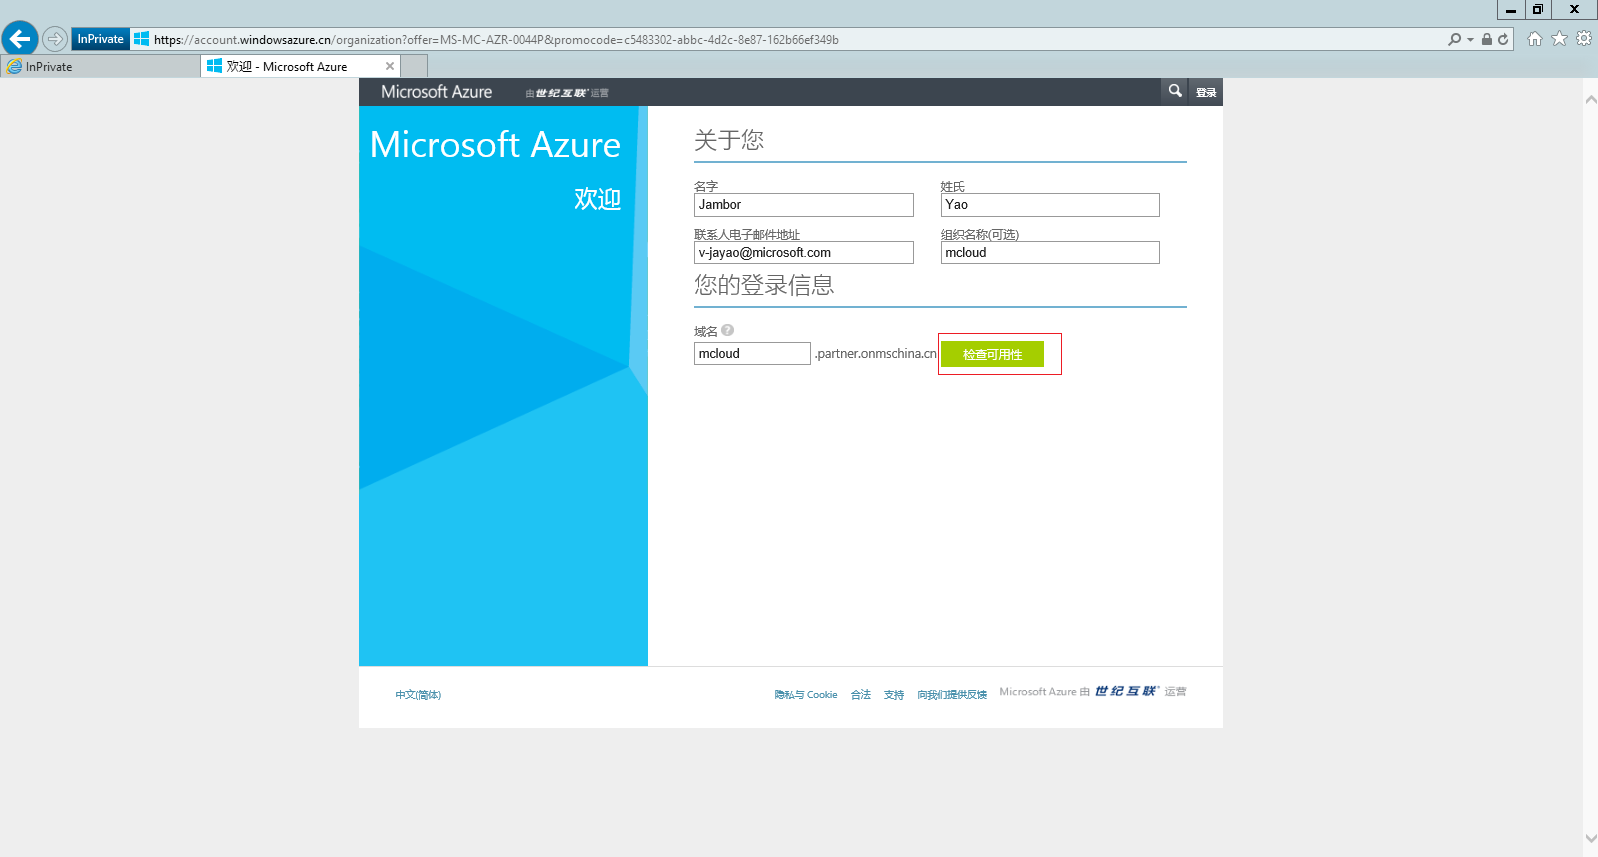 InPrivate https://account.windowsazure.cn/organization?offer=MS-MC-AZR-0044P&promocode=c5483302-abbc-4d2c-8e87-162b66ef349b
InPrivate 欢迎 - Microsoft Azure
Microsoft Azure 由世纪互联运营 登录
Microsoft Azure
欢迎
关于您
名字 姓氏
Jambor Yao
联系人电子邮件地址 组织名称(可选)
v-jayao@microsoft.com mcloud
您的登录信息
域名 ?
mcloud .partner.onmschina.cn 检查可用性
中文(简体) 隐私与 Cookie 合法 支持 向我们提供反馈 Microsoft Azure 由 世纪互联 运营